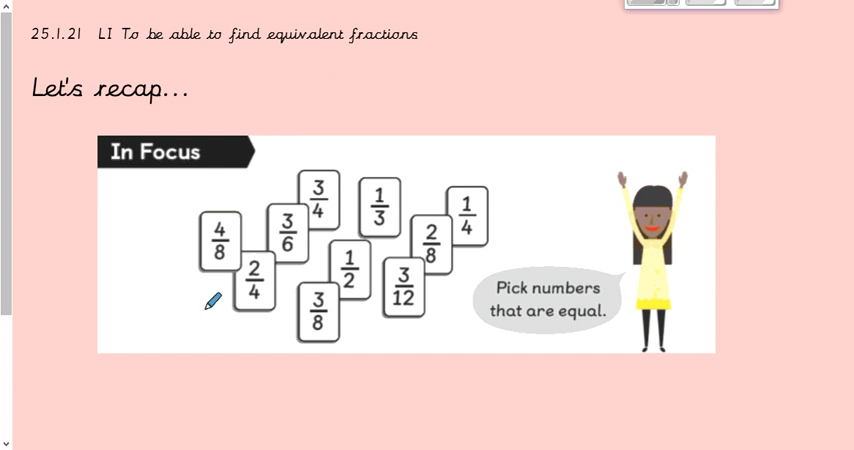 25.1.21 LI To be able to find equivalent fractions
Let's recap...
In Focus
3/4
1/3
1/4
4/8
3/6
2/8
2/4
1/2
3/12
3/8
Pick numbers
that are equal.